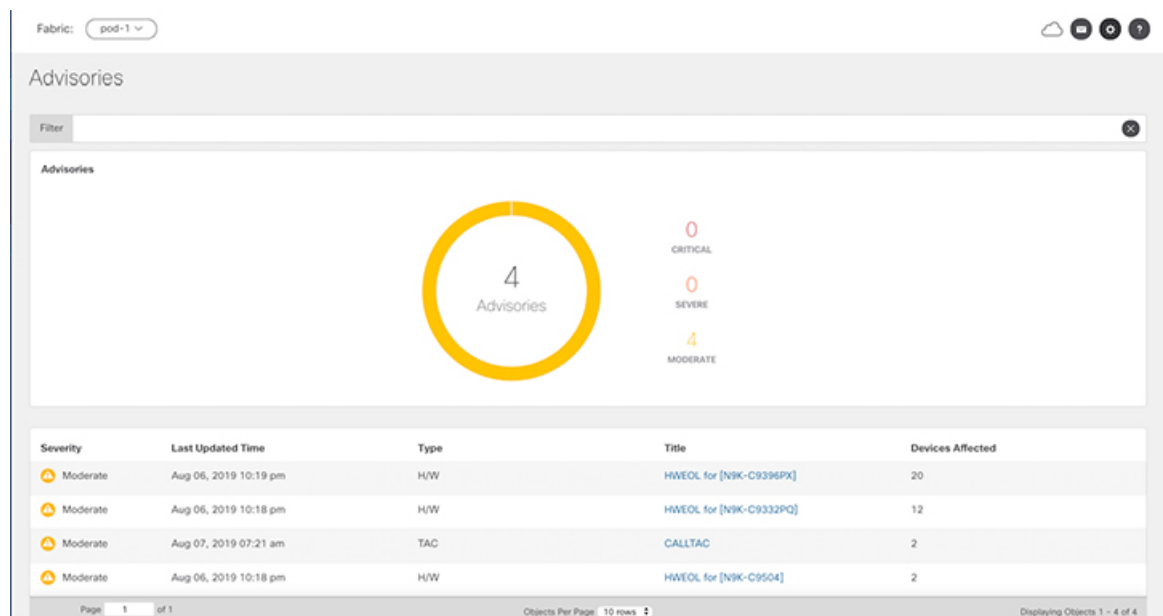 Fabric: pod-1
?
Advisories
Filter
Advisories
4
Advisories
0
CRITICAL
0
SEVERE
4
MODERATE
Severity Last Updated Time Type Title Devices Affected
Moderate Aug 06, 2019 10:19 pm H/W HWEOL for [N9K-C9396PX] 20
Moderate Aug 06, 2019 10:18 pm H/W HWEOL for [N9K-C9332PQ] 12
Moderate Aug 07, 2019 07:21 am TAC CALLTAC 2
Moderate Aug 06, 2019 10:18 pm H/W HWEOL for [N9K-C9504] 2
Page 1 of 1 Objects Per Page 10 rows Displaying Objects 1 - 4 of 4